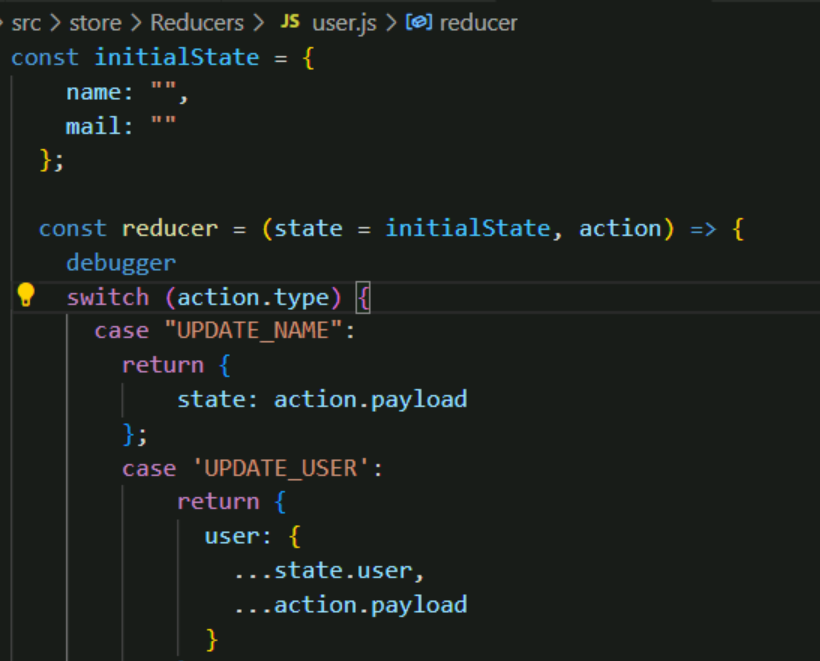 src > store > Reducers > JS user.js > reducer
const initialState = {
    name: "",
    mail: ""
  };

  const reducer = (state = initialState, action) => {
    debugger
    switch (action.type) {
      case "UPDATE_NAME":
        return {
            state: action.payload
        };
        case 'UPDATE_USER':
            return {
              user: {
                ...state.user,
                ...action.payload
              }